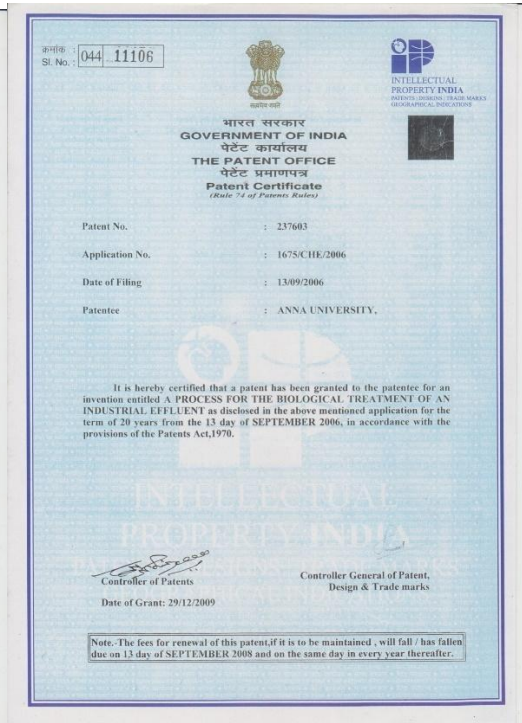 क्रमांक :
SI. No. : 044 11106
सत्यमेव जयते
INTELLECTUAL
PROPERTY INDIA
PATENTS | DESIGNS | TRADE MARKS
GEOGRAPHICAL INDICATIONS
भारत सरकार
GOVERNMENT OF INDIA
पेटेंट कार्यालय
THE PATENT OFFICE
पेटेंट प्रमाणपत्र
Patent Certificate
(Rule 74 of Patents Rules)
Patent No. : 237603
Application No. : 1675/CHE/2006
Date of Filing : 13/09/2006
Patentee : ANNA UNIVERSITY,
It is hereby certified that a patent has been granted to the patentee for an
invention entitled A PROCESS FOR THE BIOLOGICAL TREATMENT OF AN
INDUSTRIAL EFFLUENT as disclosed in the above mentioned application for the
term of 20 years from the 13 day of SEPTEMBER 2006, in accordance with the
provisions of the Patents Act,1970.
INTELLECTUAL
PROPERTY INDIA
Controller of Patents
Controller General of Patent,
Design & Trade marks
Date of Grant: 29/12/2009
Note.-The fees for renewal of this patent,if it is to be maintained , will fall / has fallen
due on 13 day of SEPTEMBER 2008 and on the same day in every year thereafter.